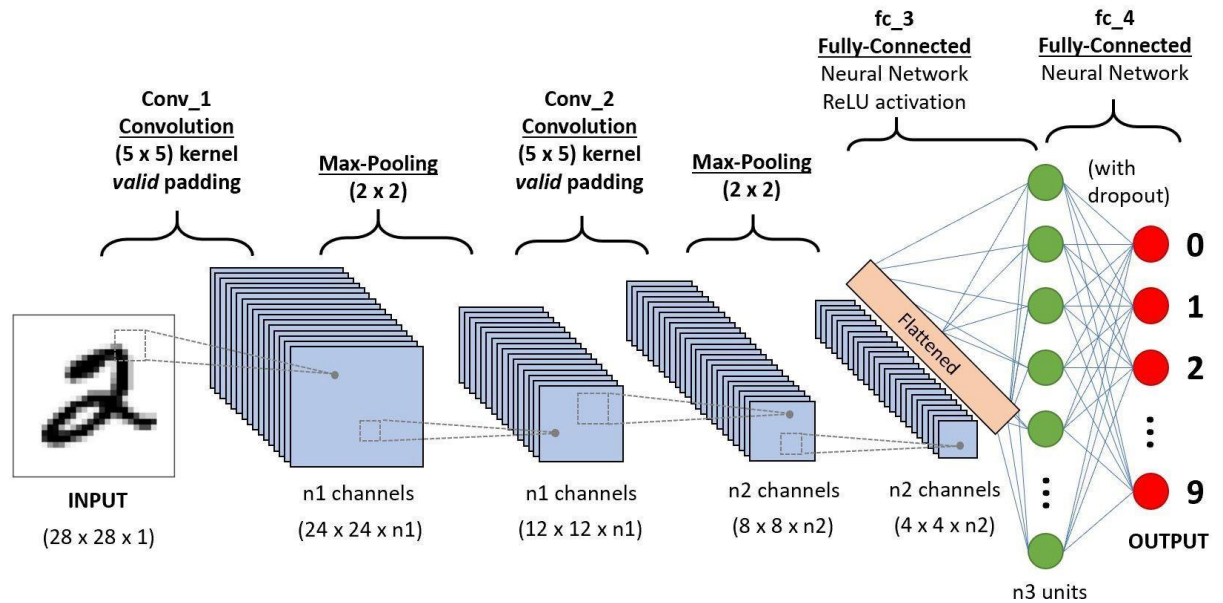 Conv_1
Convolution
(5 x 5) kernel
valid padding
Max-Pooling
(2 x 2)
Conv_2
Convolution
(5 x 5) kernel
valid padding
Max-Pooling
(2 x 2)
fc_3
Fully-Connected
Neural Network
ReLU activation
fc_4
Fully-Connected
Neural Network
(with
dropout)
Flattened
0
1
2
9
OUTPUT
INPUT
(28 x 28 x 1)
n1 channels
(24 x 24 x n1)
n1 channels
(12 x 12 x n1)
n2 channels
(8 x 8 x n2)
n2 channels
(4 x 4 x n2)
n3 units
2